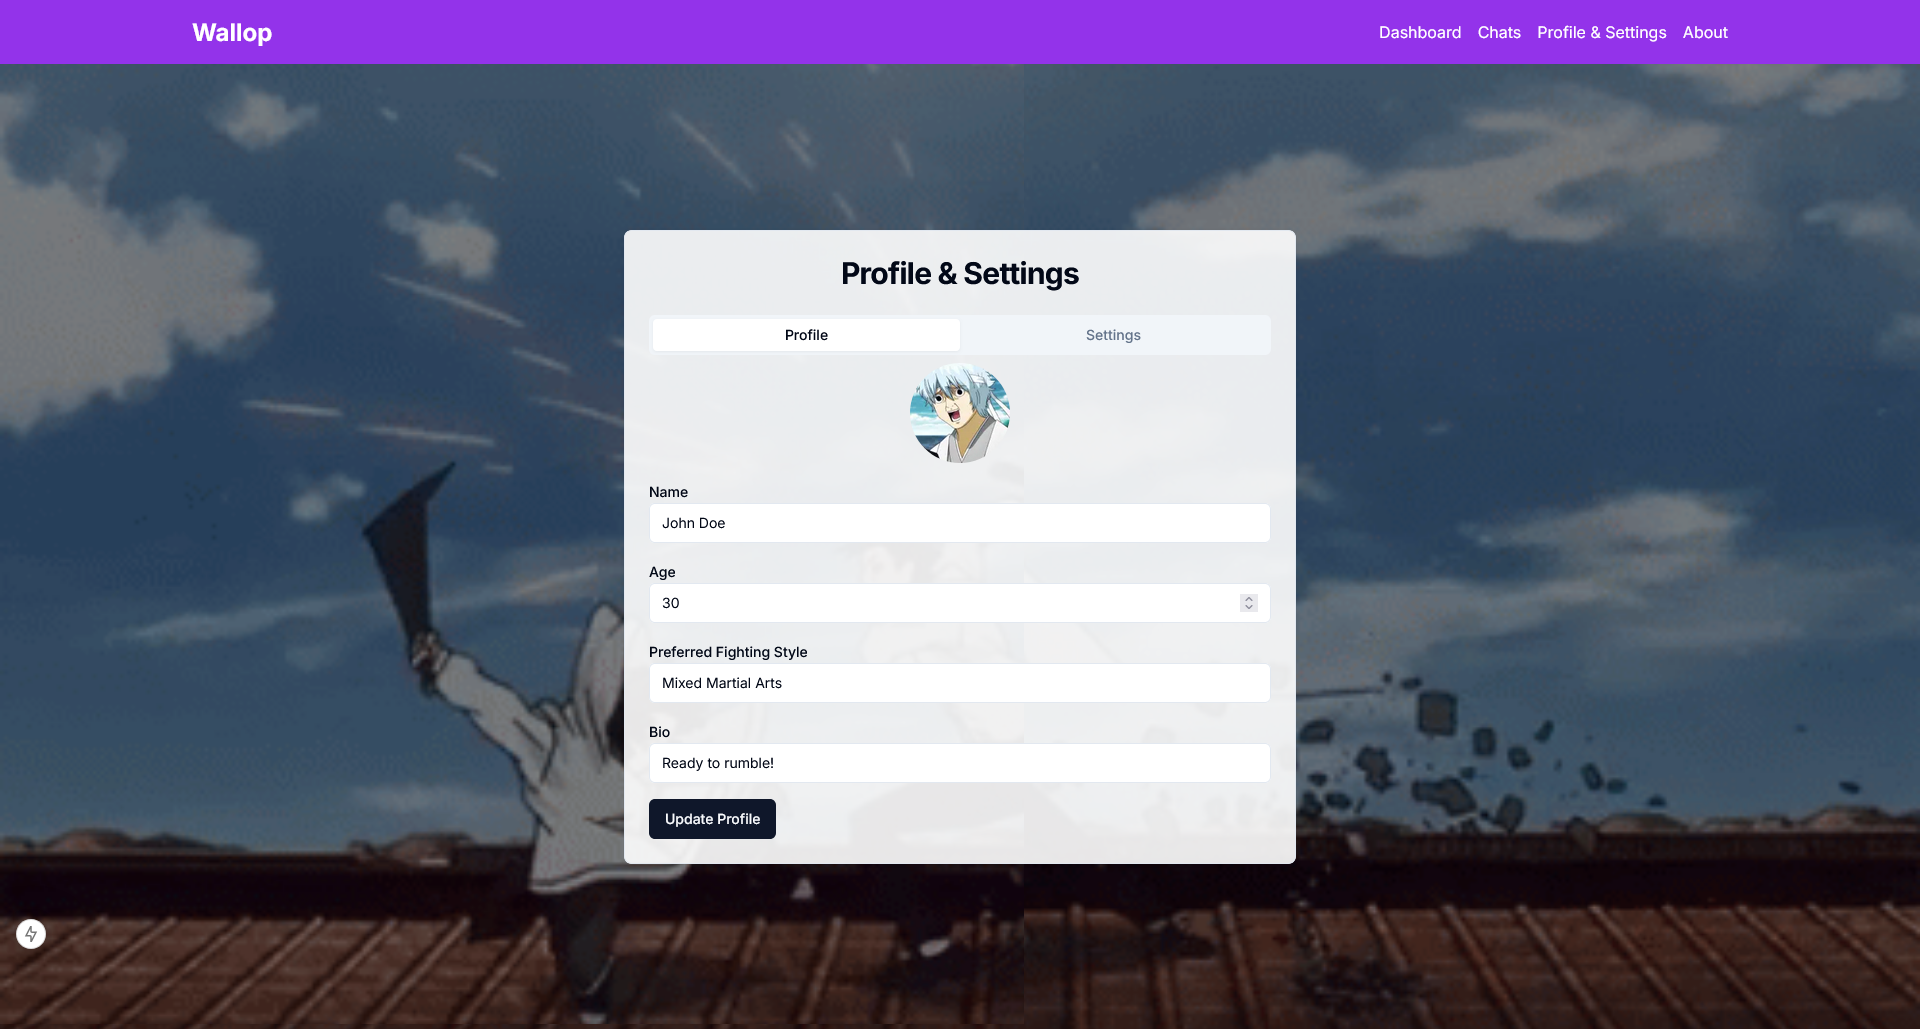 Wallop
Dashboard Chats Profile & Settings About
Profile & Settings
Profile
Settings
Name
John Doe
Age
30
Preferred Fighting Style
Mixed Martial Arts
Bio
Ready to rumble!
Update Profile